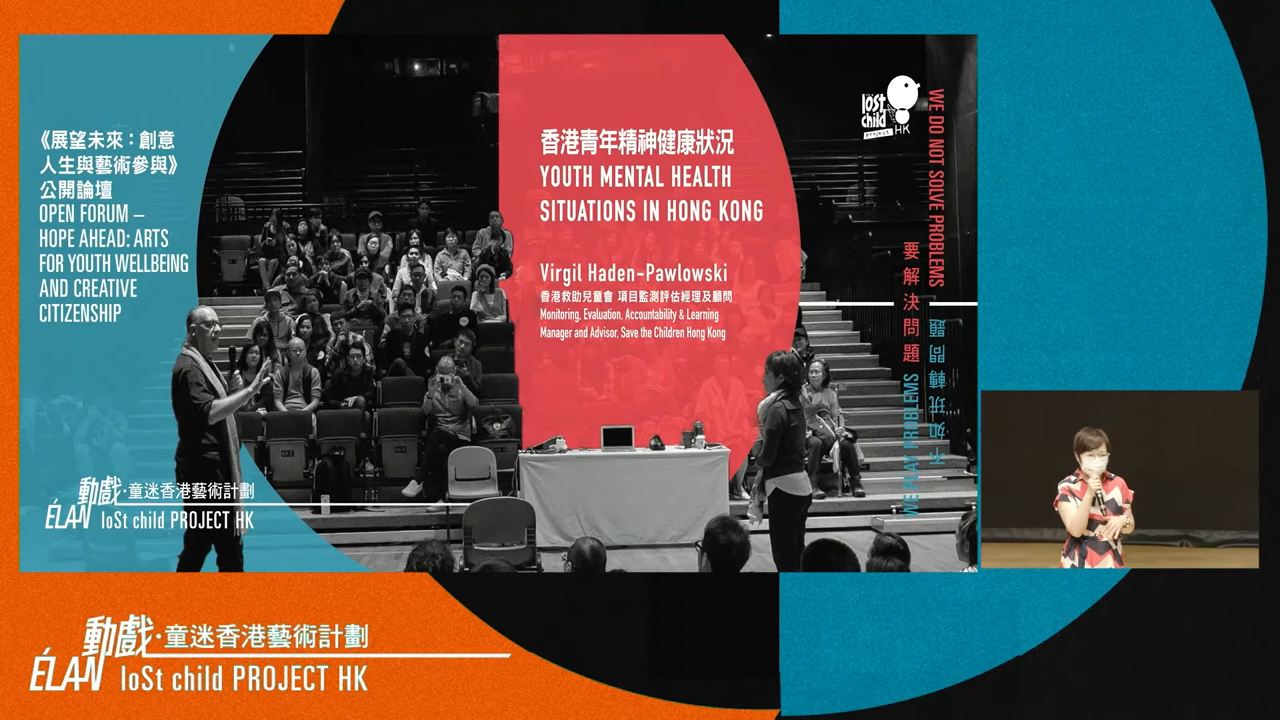 《展望未來：創意
人生與藝術參與》
公開論壇
OPEN FORUM –
HOPE AHEAD: ARTS
FOR YOUTH WELLBEING
AND CREATIVE
CITIZENSHIP
動戲·童迷香港藝術計劃
ÉLAN loSt child PROJECT HK
香港青年精神健康狀況
YOUTH MENTAL HEALTH
SITUATIONS IN HONG KONG
Virgil Haden-Pawlowski
香港救助兒童會 項目監測評估經理及顧問
Monitoring, Evaluation, Accountability & Learning
Manager and Advisor, Save the Children Hong Kong
lost
child
project HK
WE DO NOT SOLVE PROBLEMS
不如玩轉問題
要解決問題
WE PLAY PROBLEMS
動戲·童迷香港藝術計劃
ÉLAN loSt child PROJECT HK